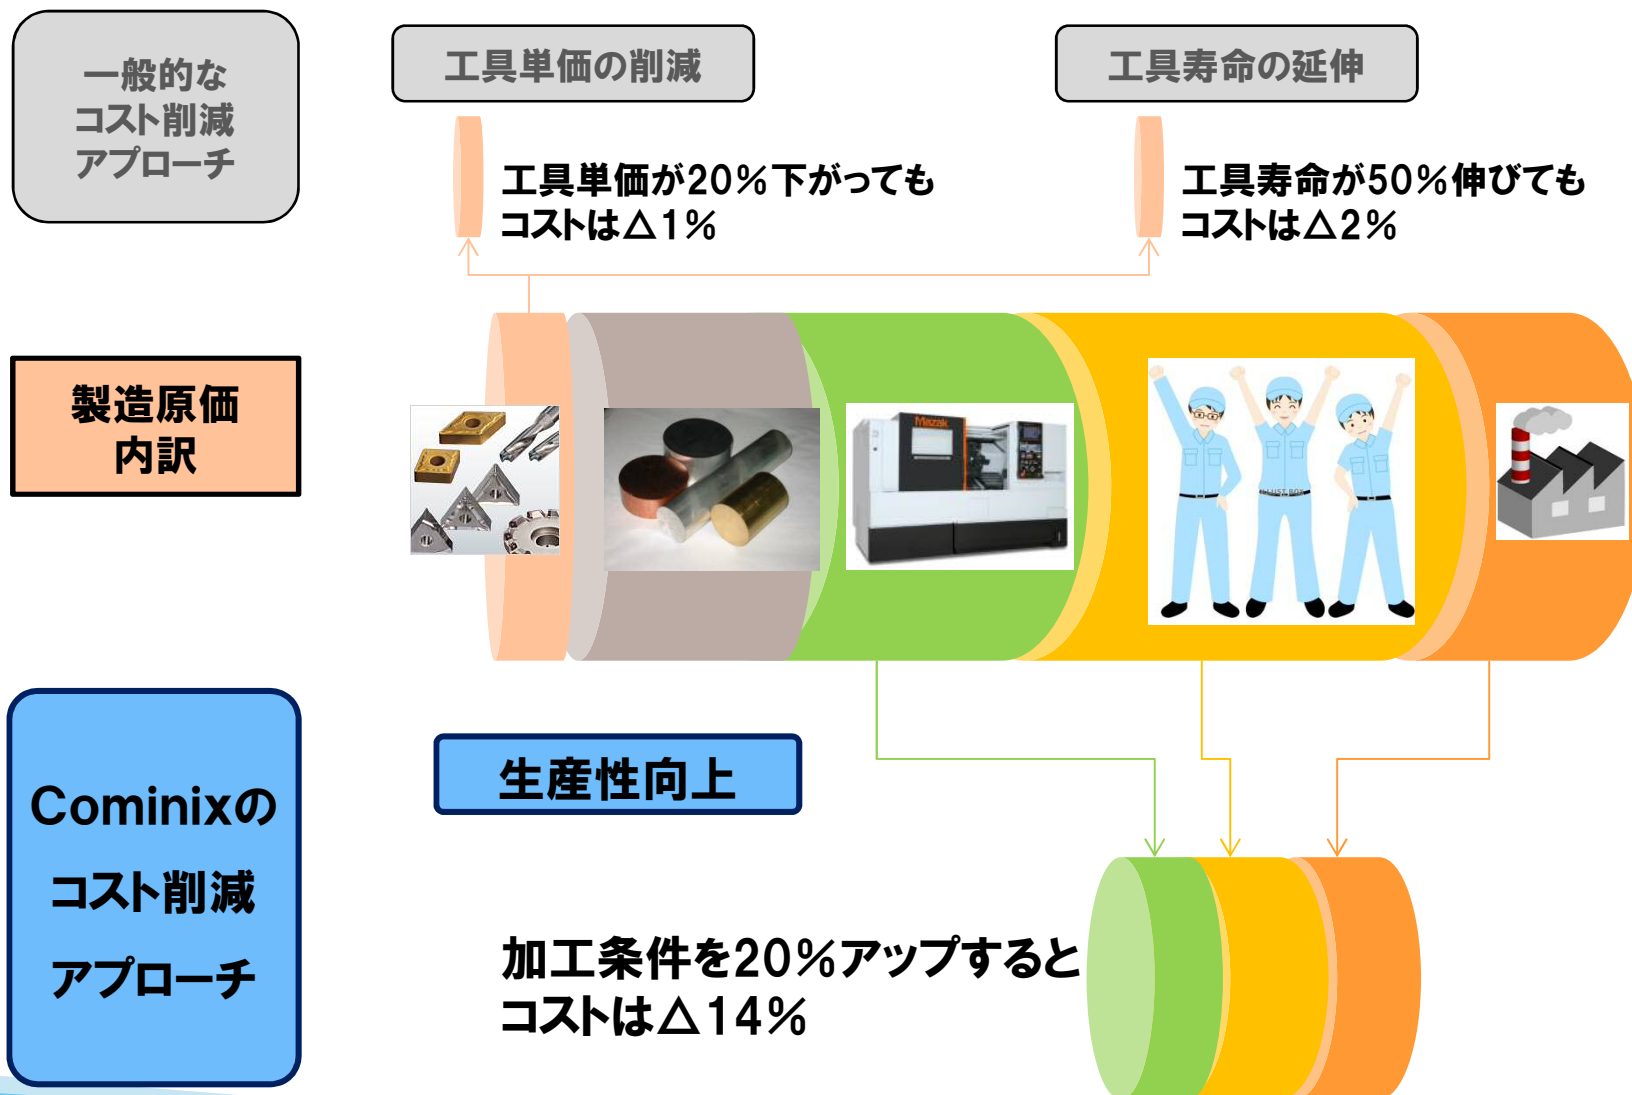 一般的な
コスト削減
アプローチ
工具単価の削減
工具寿命の延伸
工具単価が20%下がっても
コストは△1%
工具寿命が50%伸びても
コストは△2%
製造原価
内訳
Mazak
ILLUST BOX
Cominixの
コスト削減
アプローチ
生産性向上
加工条件を20%アップすると
コストは△14%